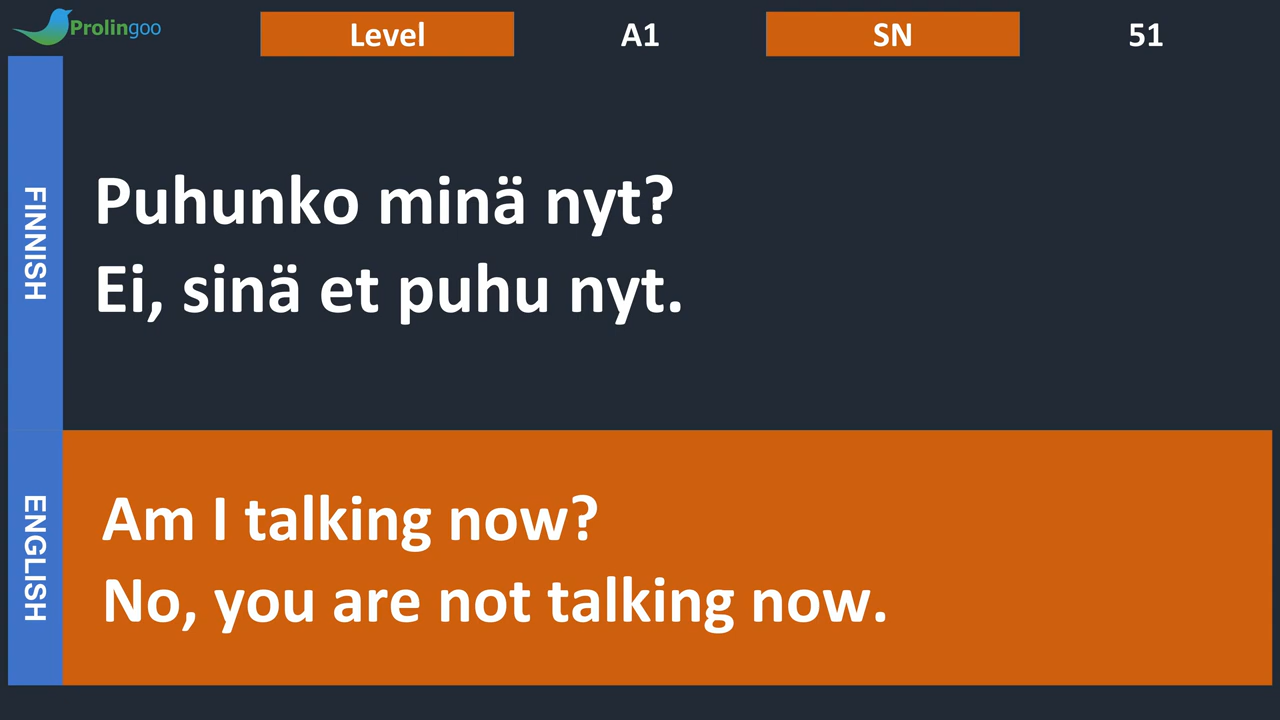 Prolingoo
Level A1 SN 51
FINNISH
Puhunko minä nyt?
Ei, sinä et puhu nyt.
ENGLISH
Am I talking now?
No, you are not talking now.